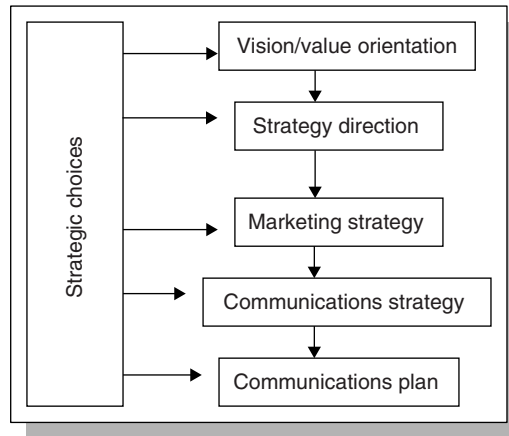 Strategic choices
Vision/value orientation
Strategy direction
Marketing strategy
Communications strategy
Communications plan